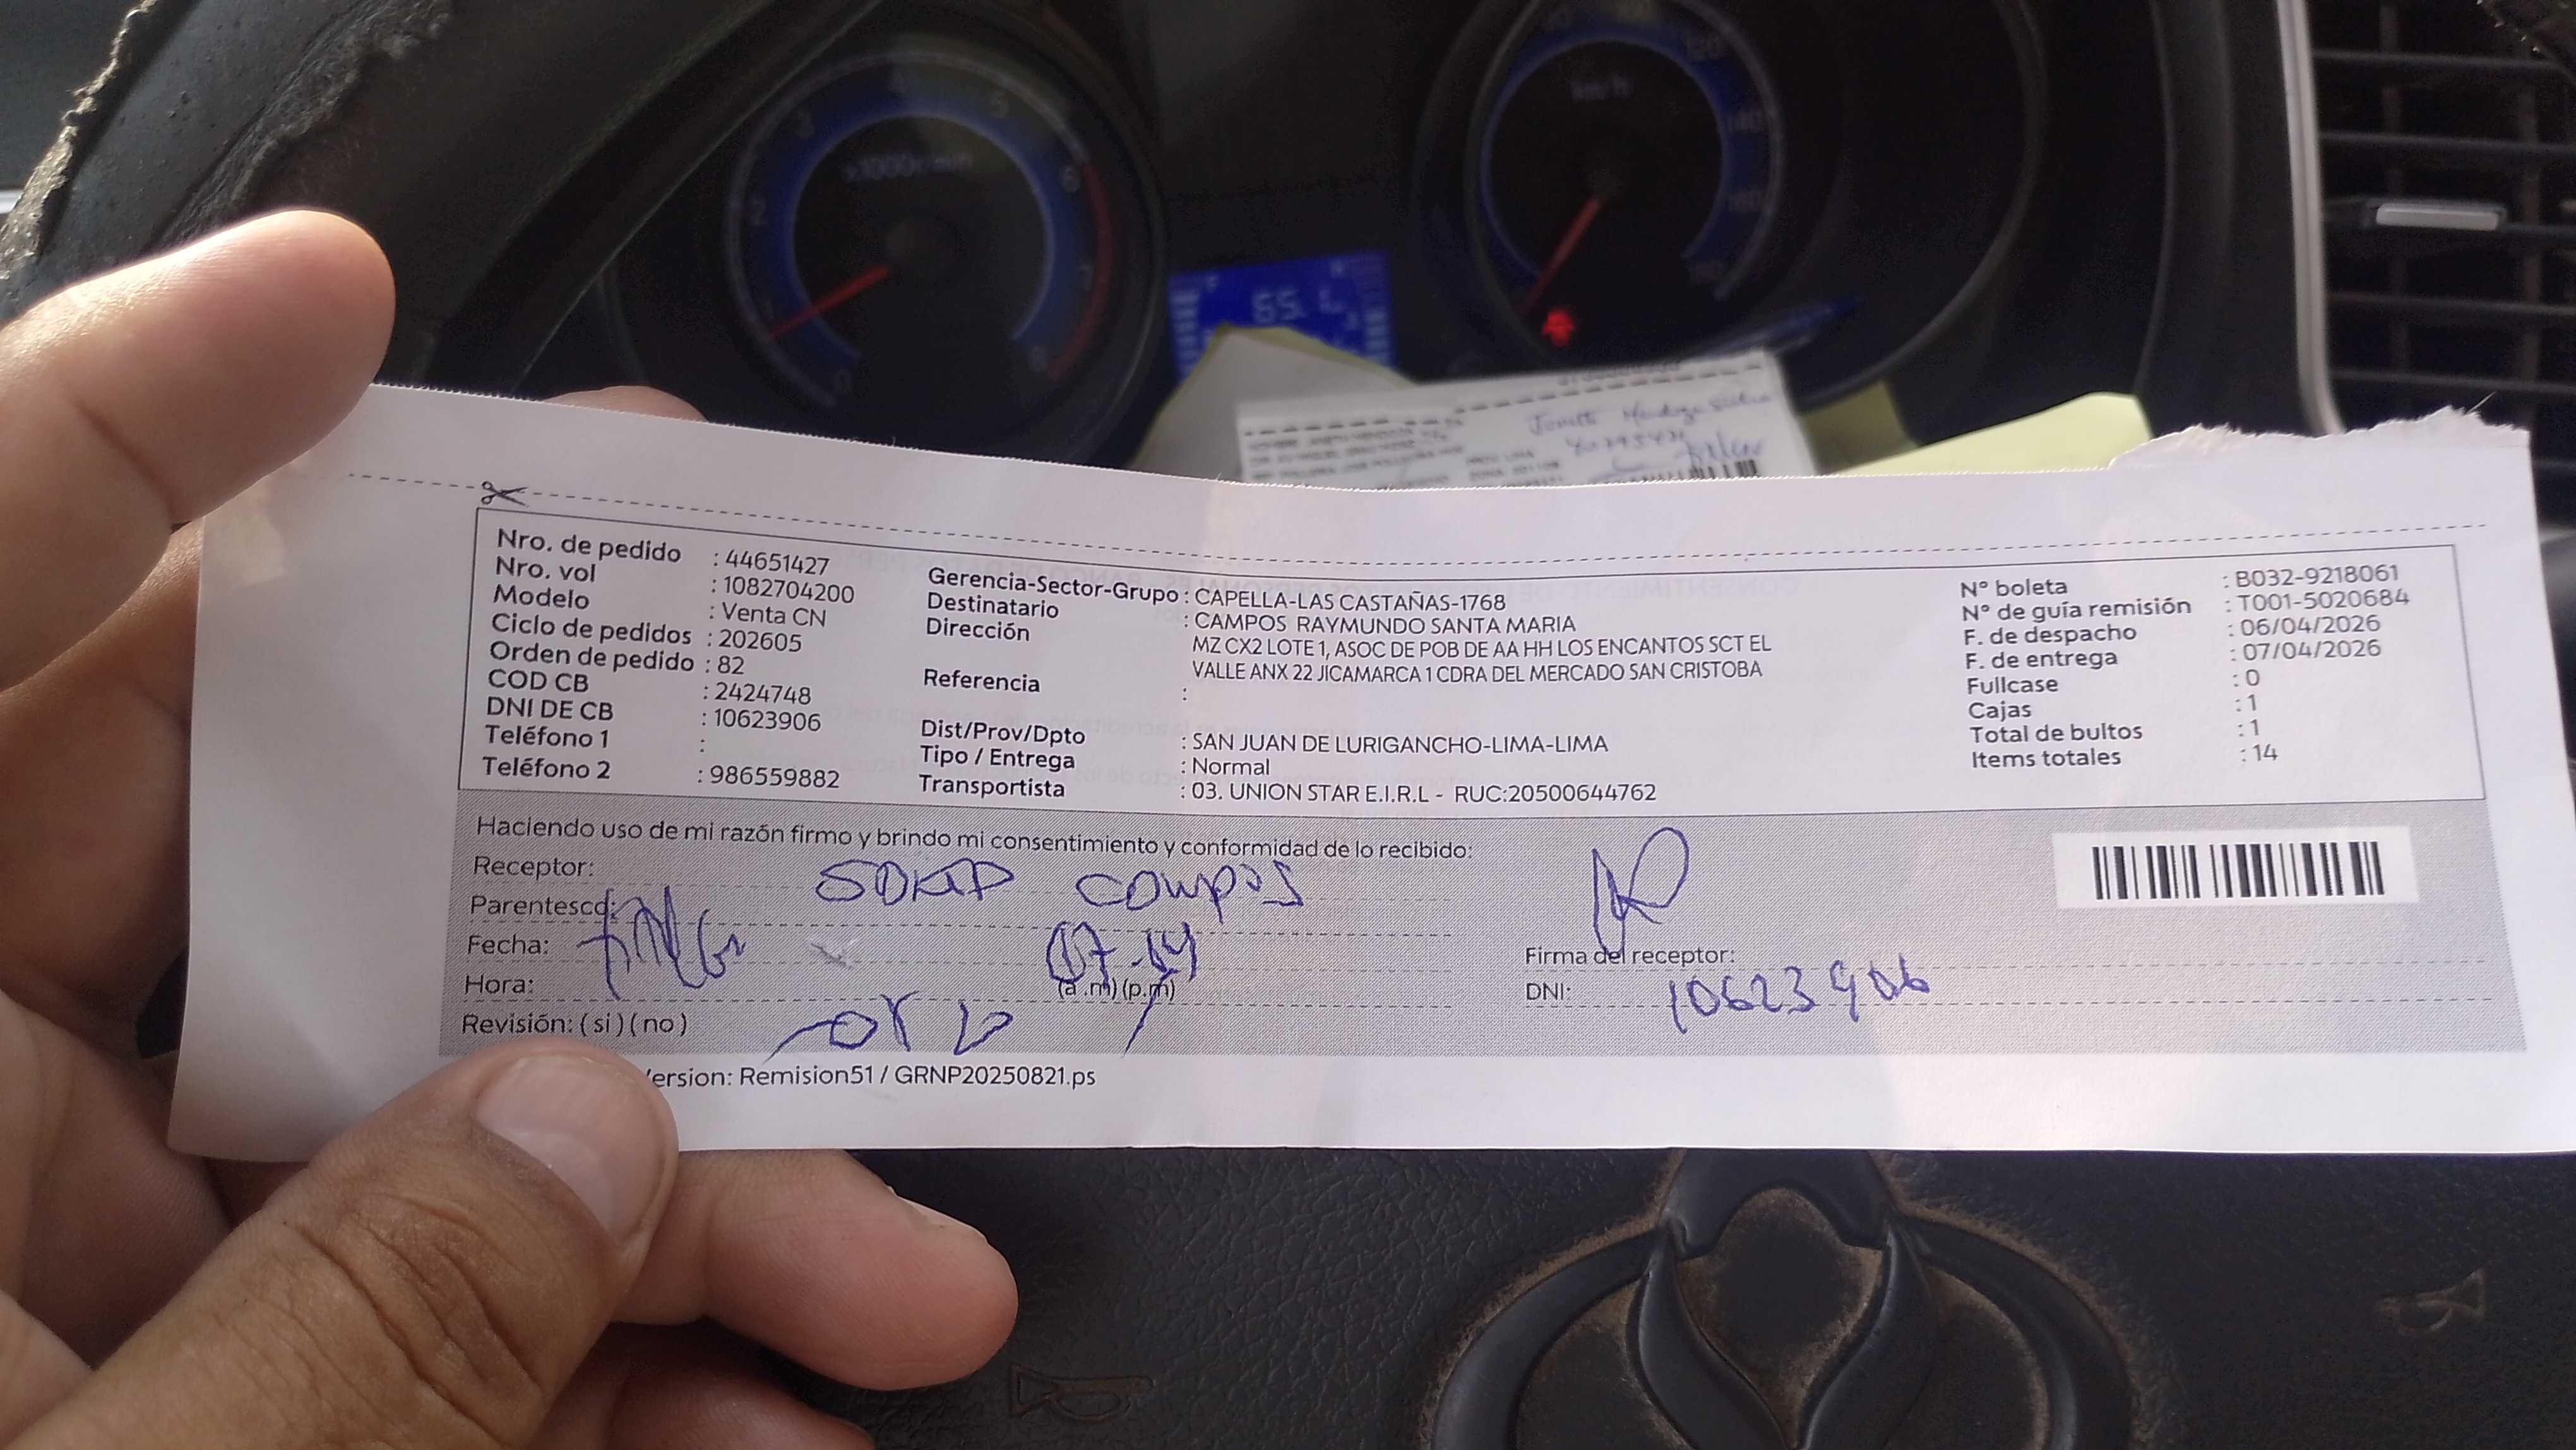 Nro. de pedido : 44651427
Nro. vol : 1082704200
Modelo : Venta CN
Ciclo de pedidos : 202605
Orden de pedido : 82
COD CB : 2424748
DNI DE CB : 10623906
Teléfono 1 :
Teléfono 2 : 986559882
Gerencia-Sector-Grupo : CAPELLA-LAS CASTAÑAS-1768
Destinatario : CAMPOS RAYMUNDO SANTA MARIA
Dirección MZ CX2 LOTE 1, ASOC DE POB DE AA HH LOS ENCANTOS SCT EL
VALLE ANX 22 JICAMARCA 1 CDRA DEL MERCADO SAN CRISTOBA
Referencia :
Dist/Prov/Dpto : SAN JUAN DE LURIGANCHO-LIMA-LIMA
Tipo / Entrega : Normal
Transportista : 03. UNION STAR E.I.R.L - RUC:20500644762
N° boleta : B032-9218061
N° de guía remisión : T001-5020684
F. de despacho : 06/04/2026
F. de entrega : 07/04/2026
Fullcase : 0
Cajas : 1
Total de bultos : 1
Items totales : 14
Haciendo uso de mi razón firmo y brindo mi consentimiento y conformidad de lo recibido:
Receptor: Campos
Parentesco:
Fecha: 07-04
Hora: (a.m) (p.m)
Revisión: ( si ) ( no )
Firma del receptor:
DNI: 10623906
Version: Remision51 / GRNP20250821.ps
x1000r/min
km/h